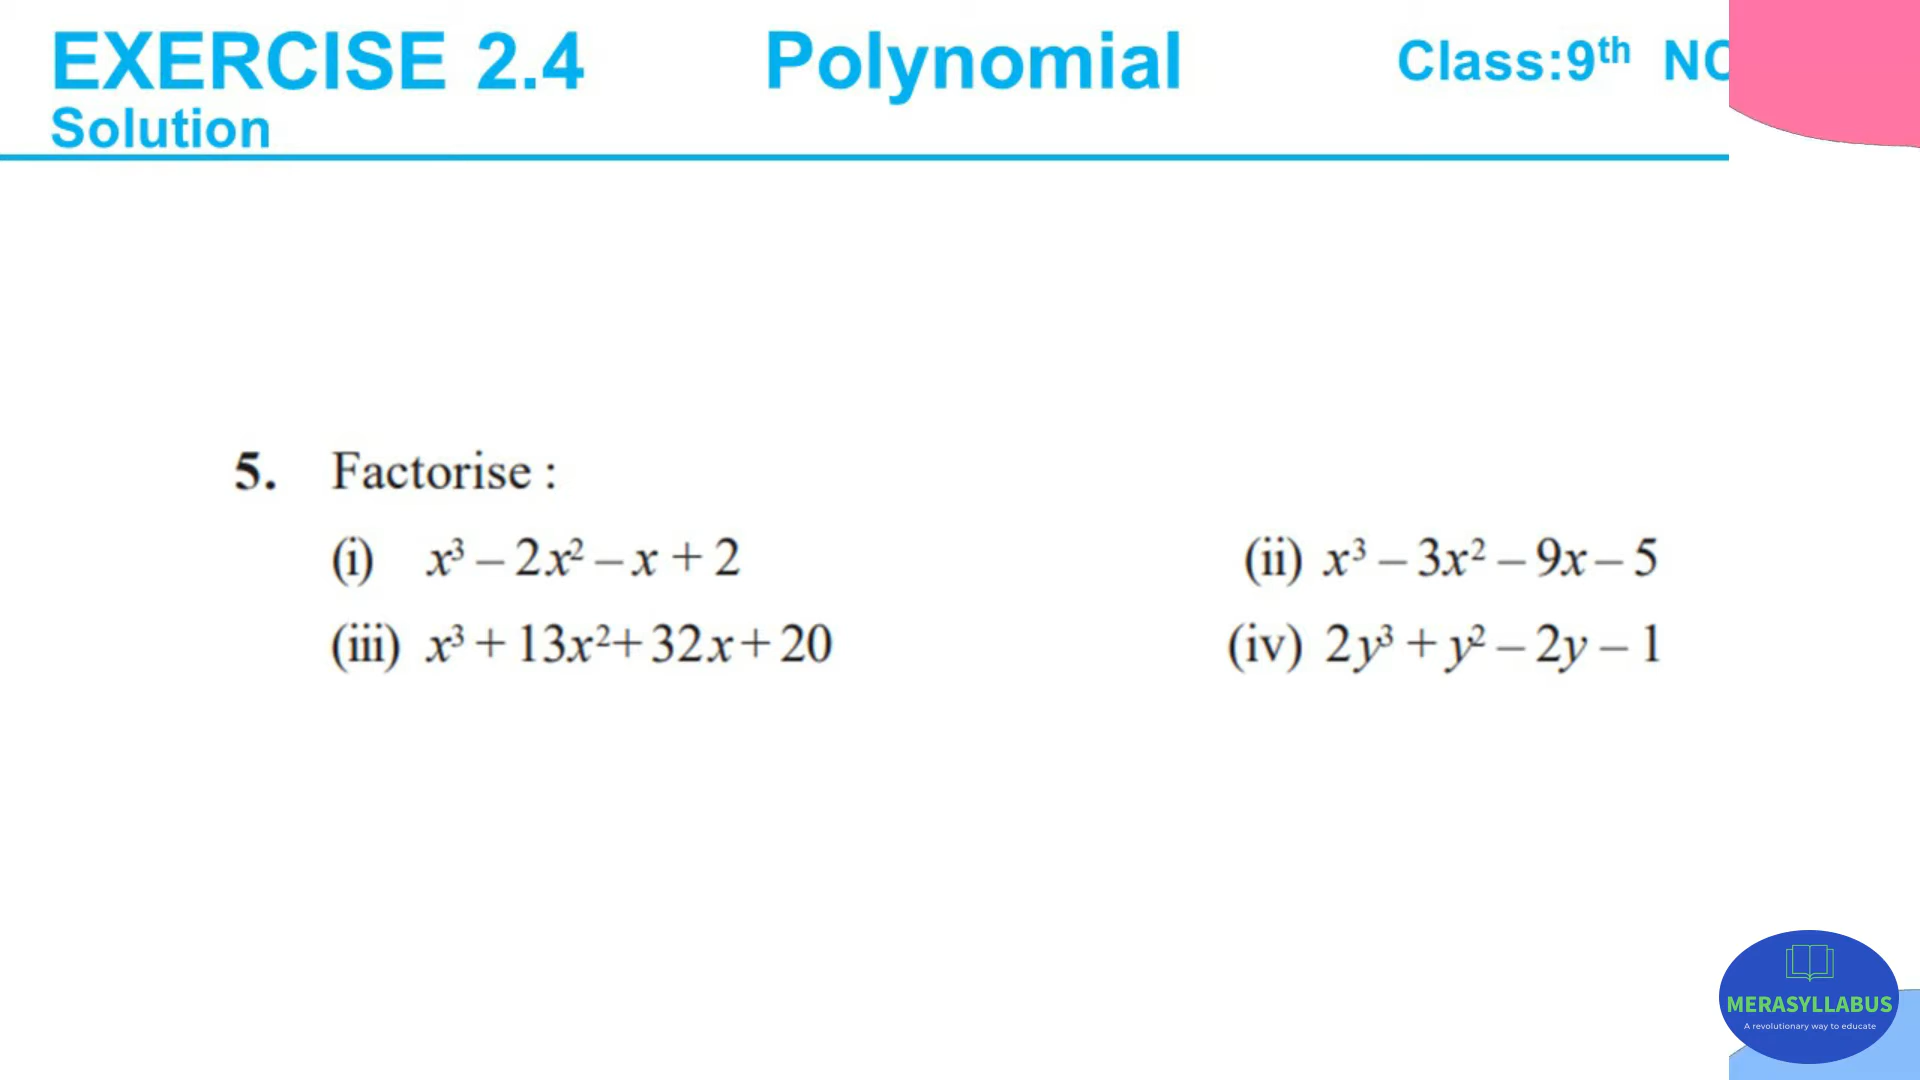 EXERCISE 2.4 Polynomial Class:9th NC
Solution
5. Factorise :
(i) x³ – 2x² – x + 2 (ii) x³ – 3x² – 9x – 5
(iii) x³ + 13x² + 32x + 20 (iv) 2y³ + y² – 2y – 1
MERASYLLABUS
A revolutionary way to educate